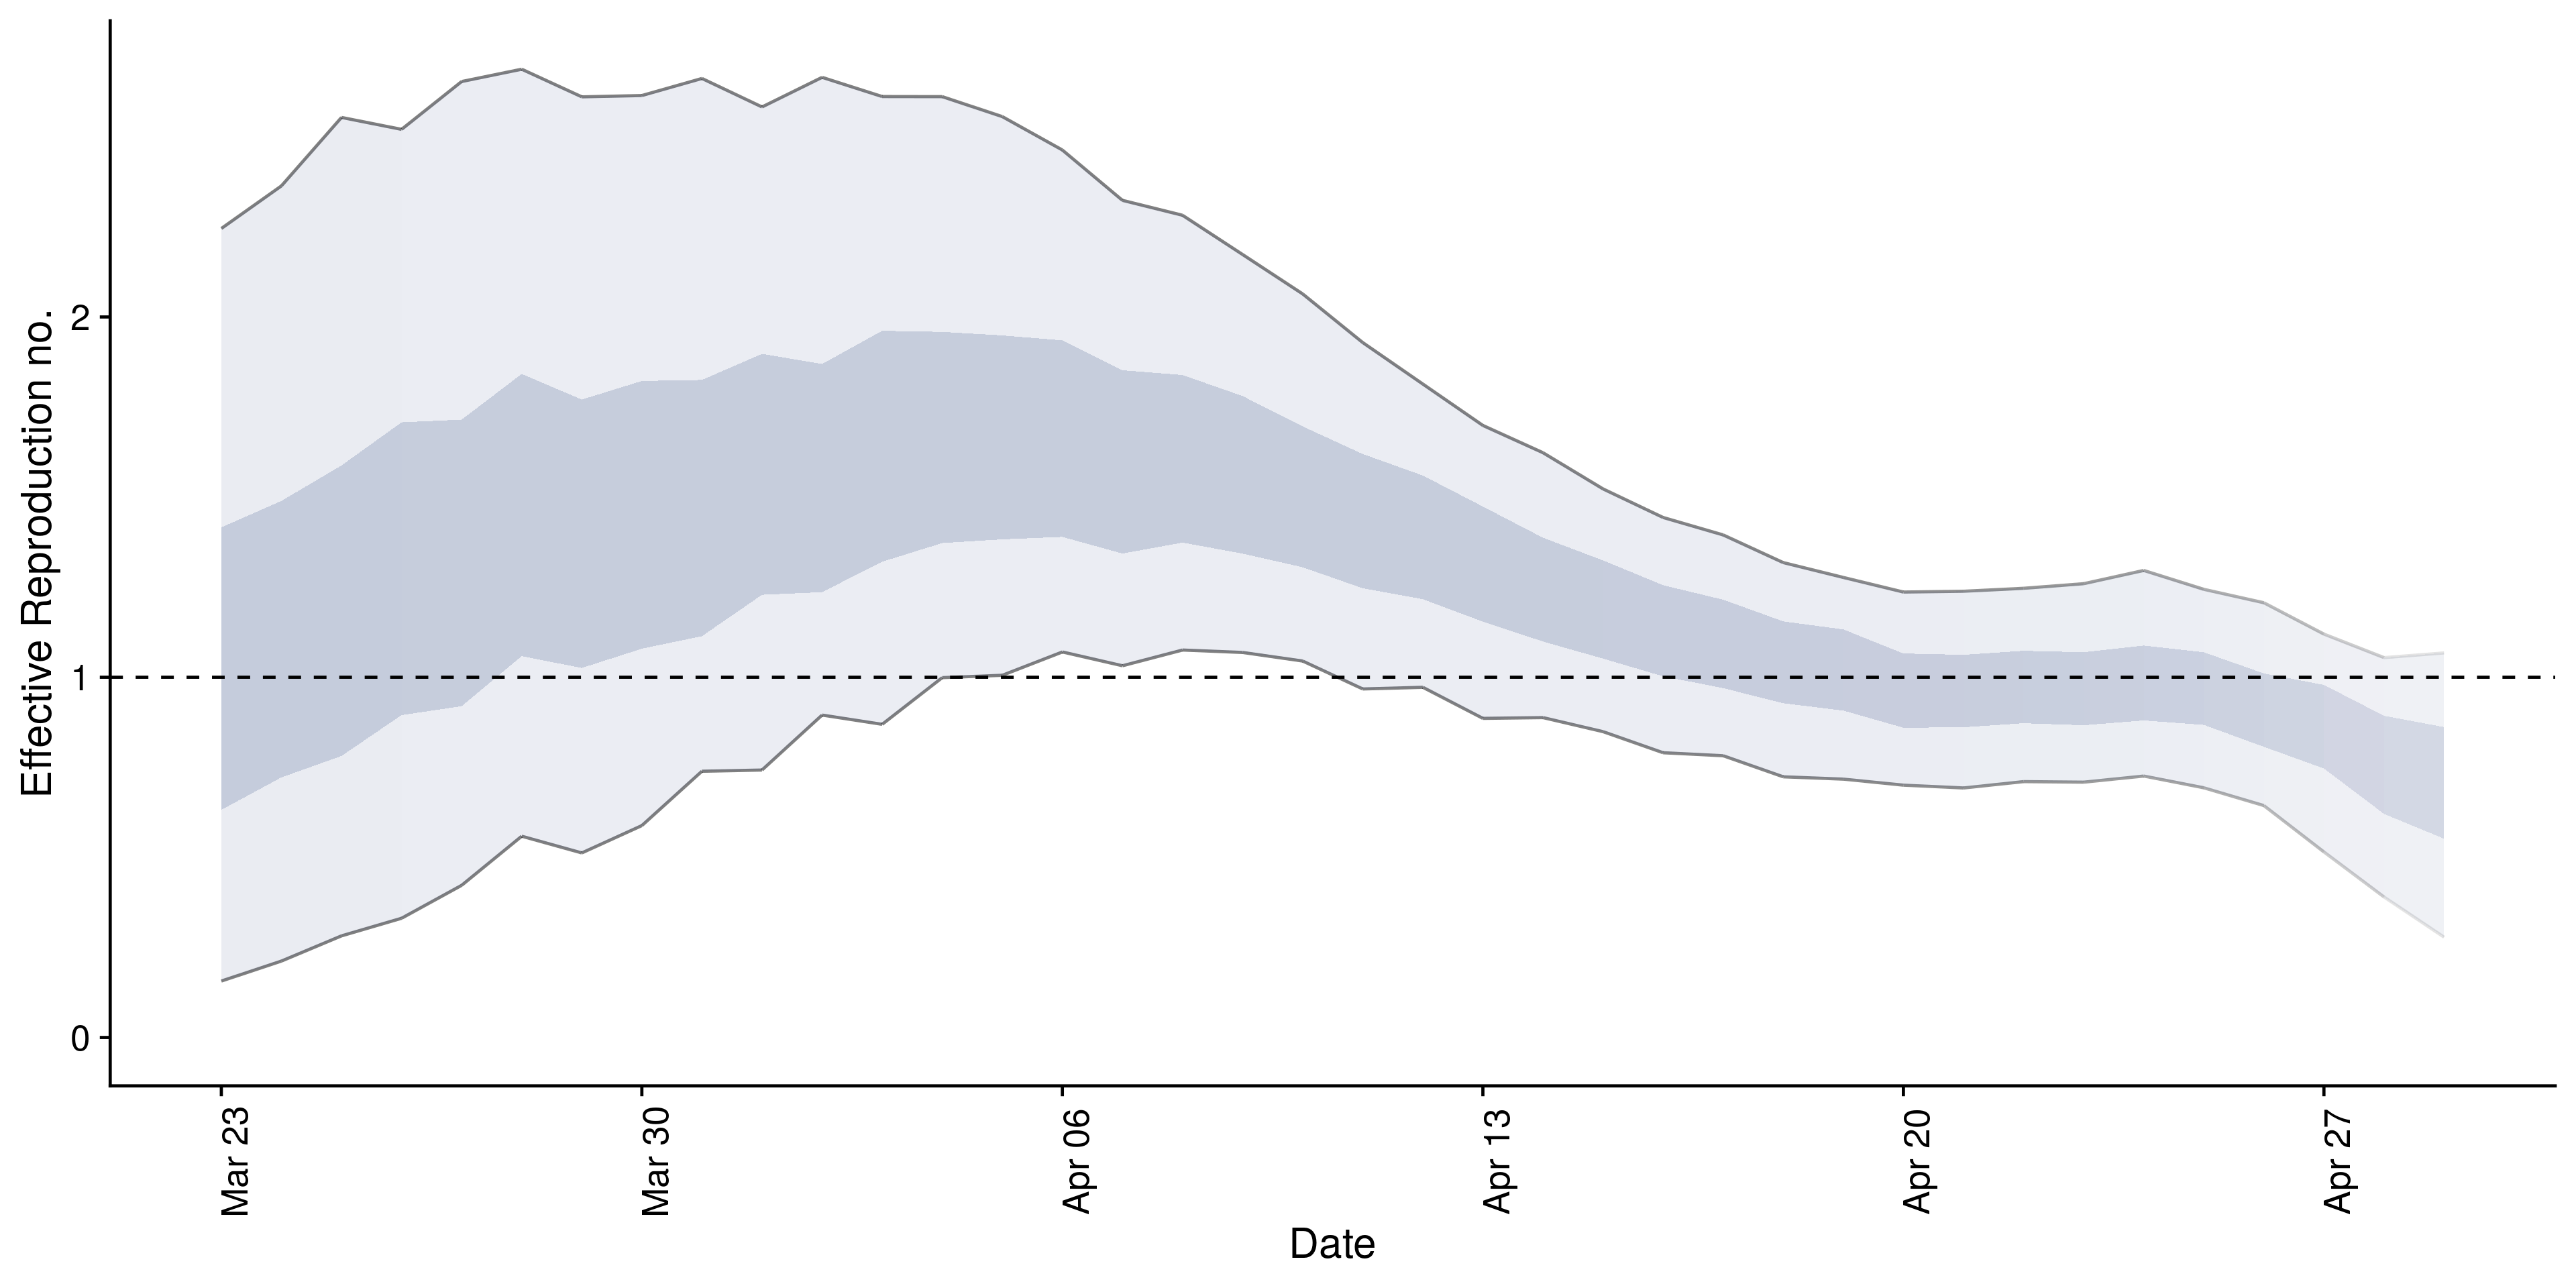 Effective Reproduction no.
2
1
0
Mar 23
Mar 30
Apr 06
Apr 13
Apr 20
Apr 27
Date